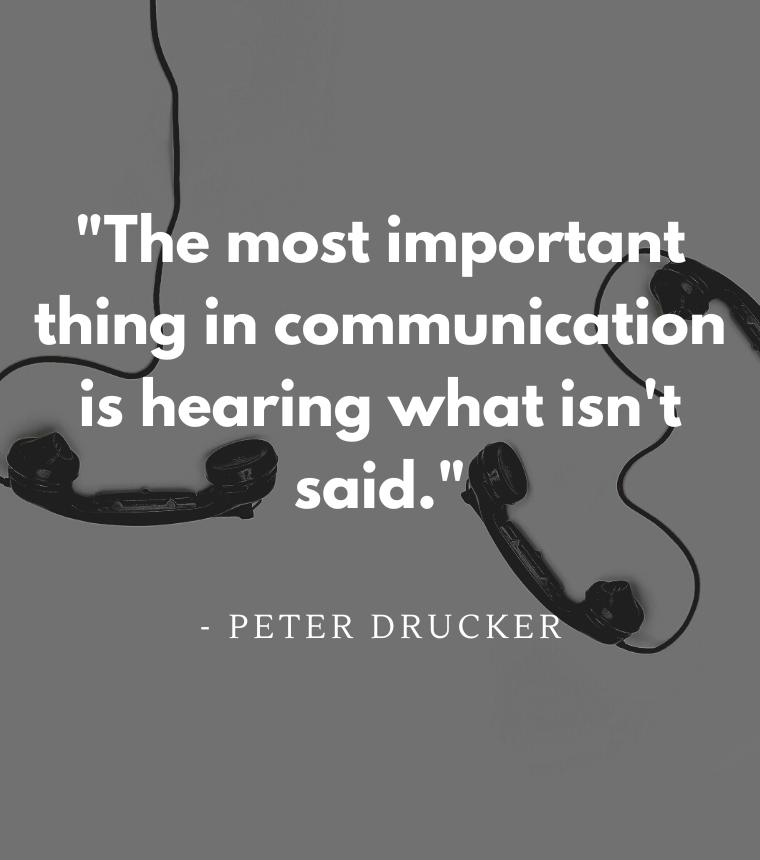 "The most important
thing in communication
is hearing what isn't
said."
- PETER DRUCKER